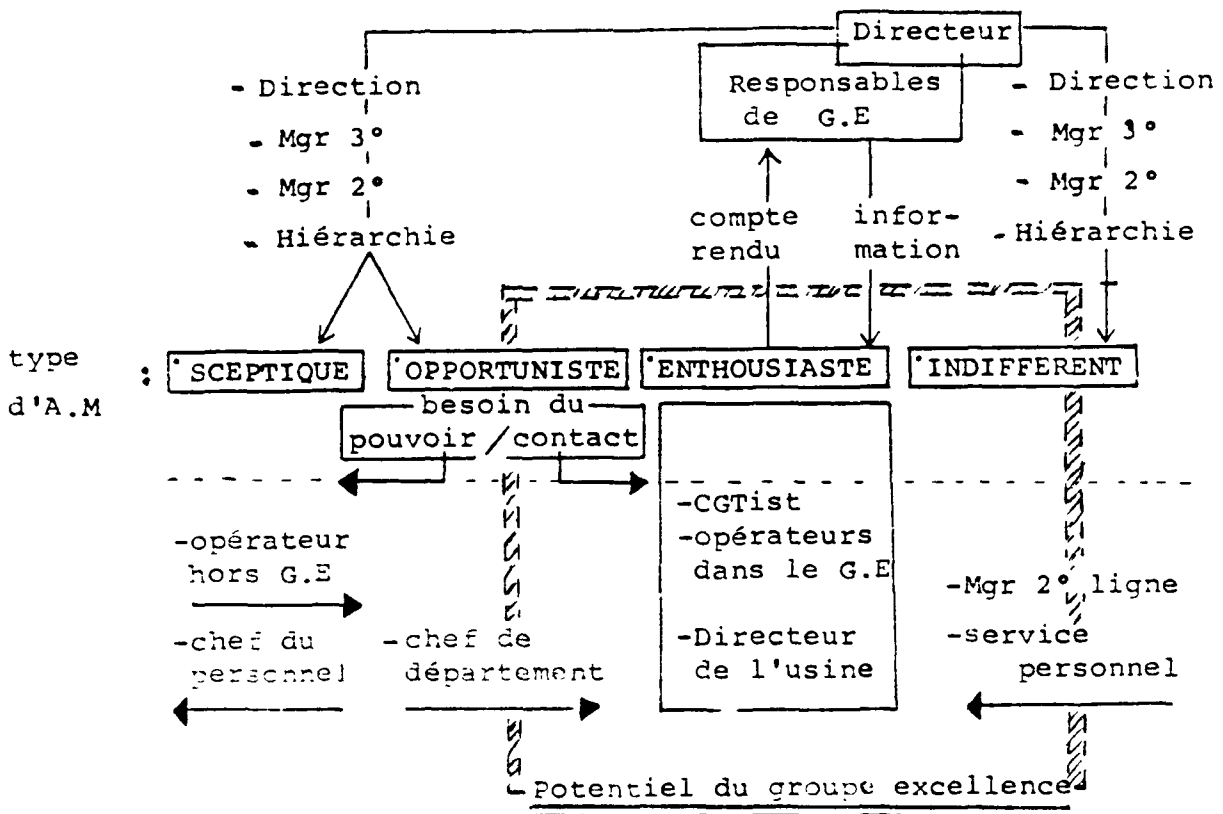 Directeur
Responsables
de G.E
- Direction
- Mgr 3°
- Mgr 2°
- Hiérarchie
compte
rendu
infor-
mation
- Direction
- Mgr 3°
- Mgr 2°
- Hiérarchie
type
d'A.M
:
SCEPTIQUE
OPPORTUNISTE
ENTHOUSIASTE
INDIFFERENT
besoin du
pouvoir / contact
-opérateur
hors G.E
-chef du
personnel
-chef de
département
-CGTist
-opérateurs
dans le G.E
-Directeur
de l'usine
-Mgr 2° ligne
-service
personnel
Potentiel du groupe excellence